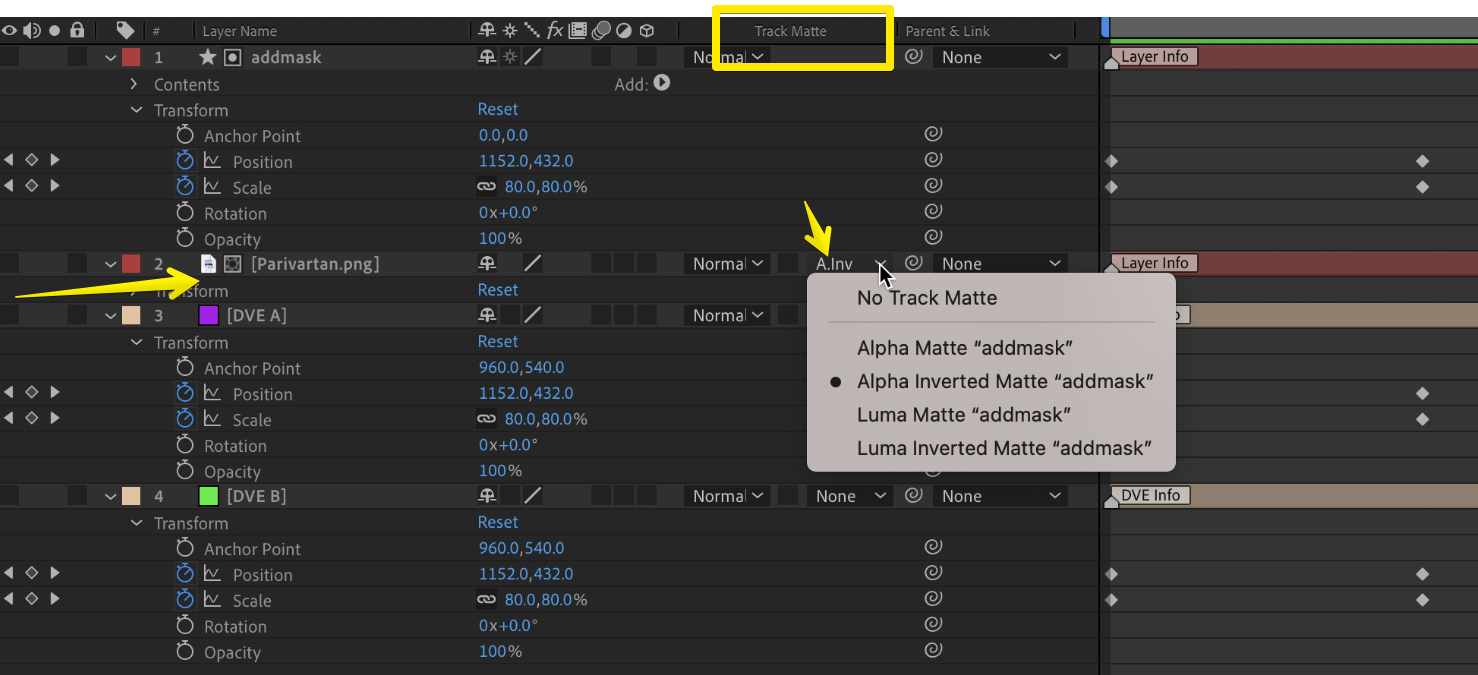 # Layer Name fx Track Matte Parent & Link
1 addmask Normal None Layer Info
Contents Add:
Transform Reset
Anchor Point 0.0,0.0
Position 1152.0,432.0
Scale 80.0,80.0%
Rotation 0x+0.0°
Opacity 100%
2 [Parivartan.png] Normal A.Inv None Layer Info
Transform Reset
No Track Matte
3 [DVE A] Normal
Transform Reset
Alpha Matte “addmask”
Anchor Point 960.0,540.0
Alpha Inverted Matte “addmask”
Position 1152.0,432.0
Luma Matte “addmask”
Scale 80.0,80.0%
Rotation 0x+0.0°
Luma Inverted Matte “addmask”
Opacity 100%
4 [DVE B] Normal None None DVE Info
Transform Reset
Anchor Point 960.0,540.0
Position 1152.0,432.0
Scale 80.0,80.0%
Rotation 0x+0.0°
Opacity 100%